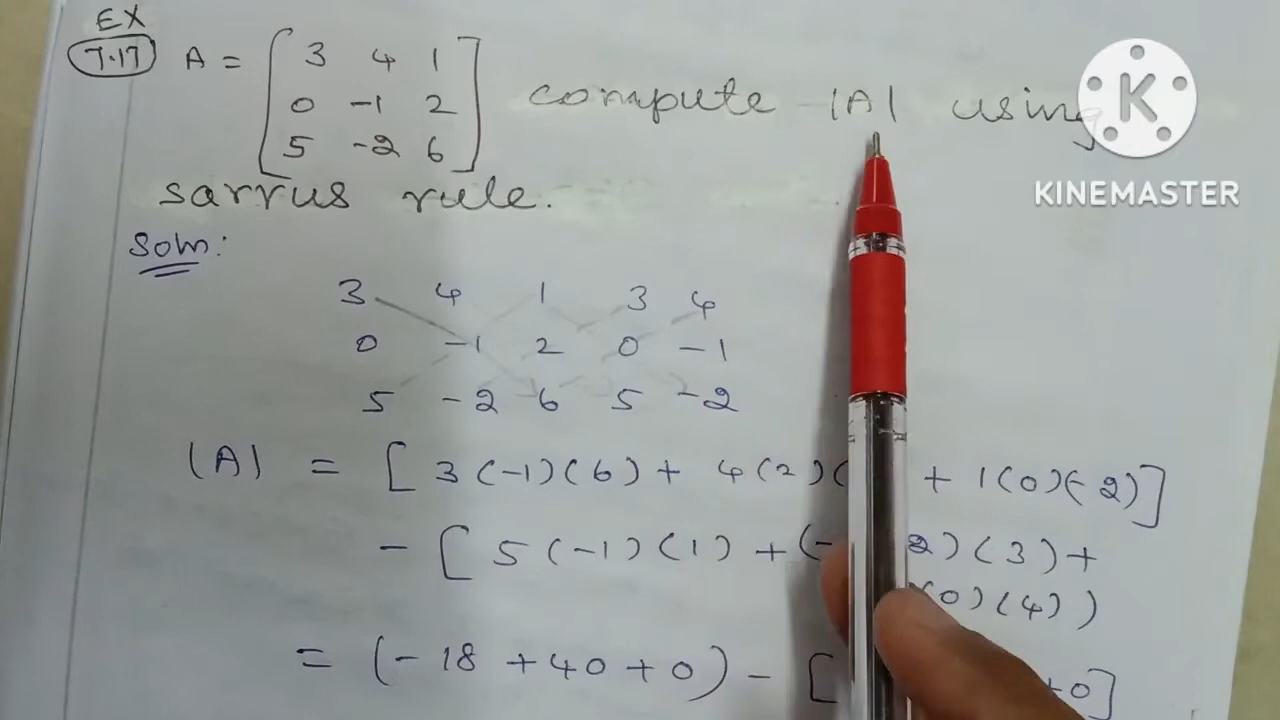 EX
7.17 A = [ 3 4 1
0 -1 2
5 -2 6 ] compute |A| using
sarrus rule.
Soln:
3 4 1 3 4
0 -1 2 0 -1
5 -2 6 5 -2
|A| = [ 3(-1)(6) + 4(2)( + 1(0)(-2)]
- [ 5(-1)(1) + (- 2)(3) +
(0)(4))
= (-18 + 40 + 0) - [ +0]
K
KINEMASTER